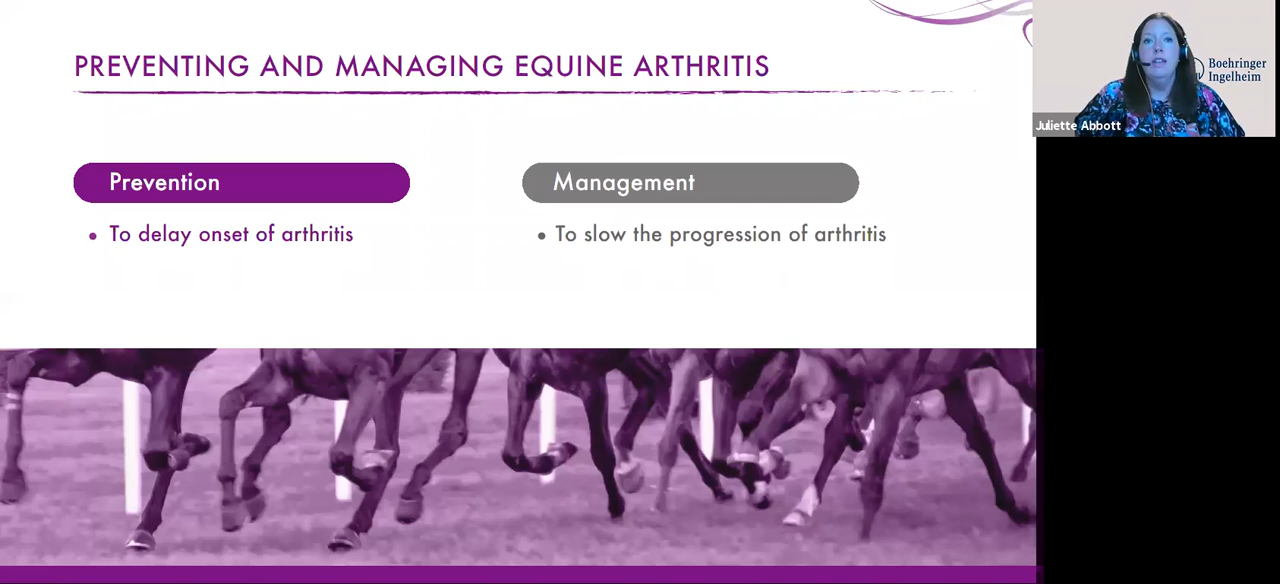 PREVENTING AND MANAGING EQUINE ARTHRITIS
Prevention
• To delay onset of arthritis
Management
• To slow the progression of arthritis
Boehringer
Ingelheim
Juliette Abbott